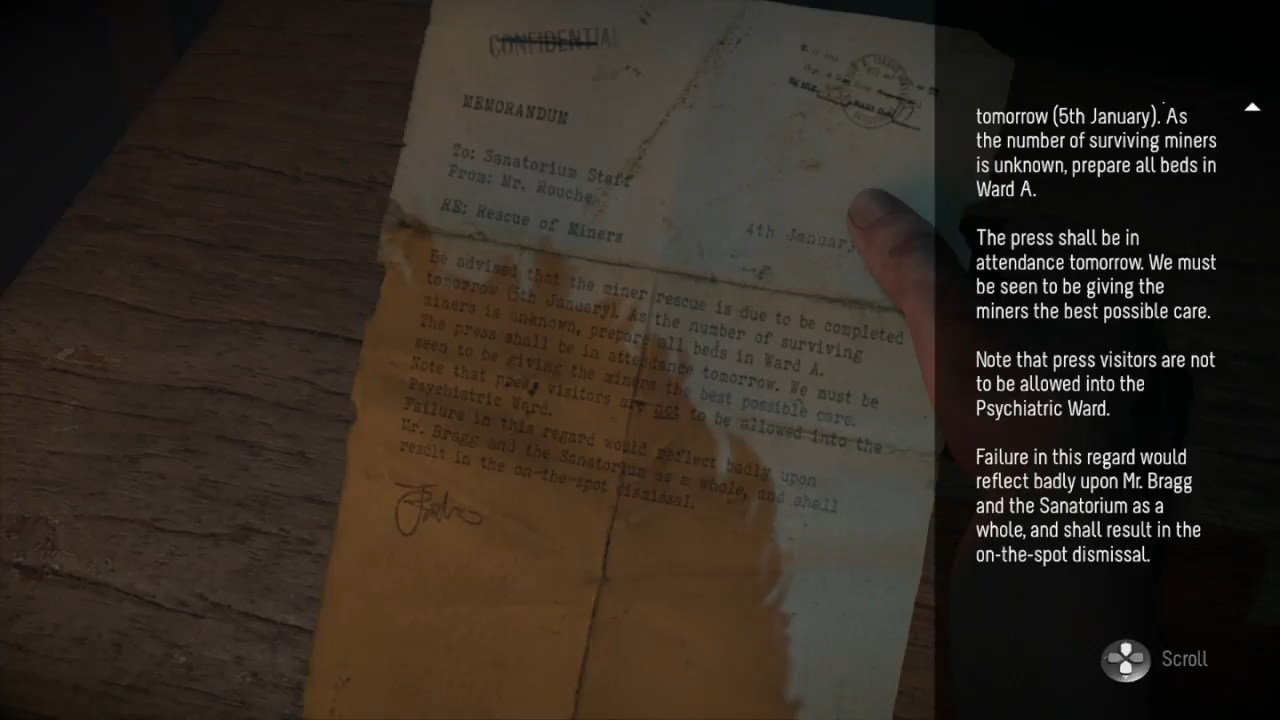 CONFIDENTIAL
MEMORANDUM
To: Sanatorium Staff
From: Mr. Rouche
RE: Rescue of Miners
4th January
Be advised that the miner rescue is due to be completed
tomorrow (5th January). As the number of surviving
miners is unknown, prepare all beds in Ward A.
The press shall be in attendance tomorrow. We must be
seen to be giving the miners the best possible care.
Note that press visitors are not to be allowed into the
Psychiatric Ward.
Failure in this regard would reflect badly upon
Mr. Bragg and the Sanatorium as a whole, and shall
result in the on-the-spot dismissal.
tomorrow (5th January). As
the number of surviving miners
is unknown, prepare all beds in
Ward A.
The press shall be in
attendance tomorrow. We must
be seen to be giving the
miners the best possible care.
Note that press visitors are not
to be allowed into the
Psychiatric Ward.
Failure in this regard would
reflect badly upon Mr. Bragg
and the Sanatorium as a
whole, and shall result in the
on-the-spot dismissal.
Scroll